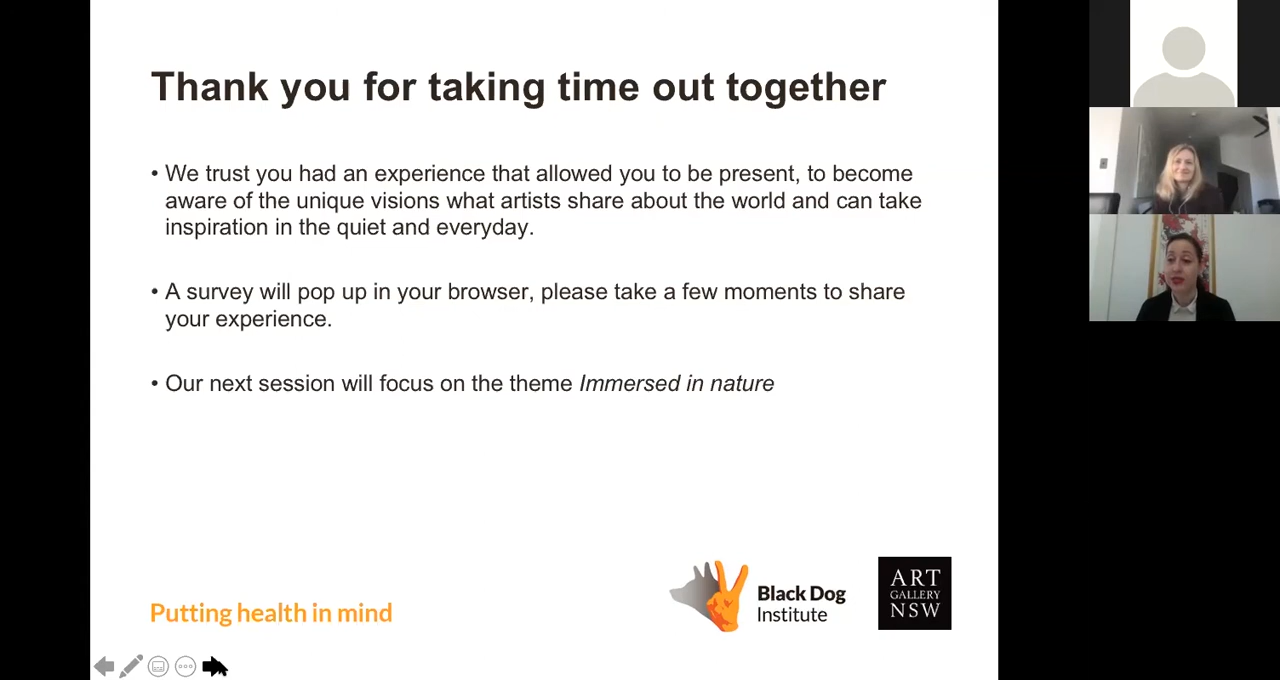 Thank you for taking time out together
• We trust you had an experience that allowed you to be present, to become
aware of the unique visions what artists share about the world and can take
inspiration in the quiet and everyday.
• A survey will pop up in your browser, please take a few moments to share
your experience.
• Our next session will focus on the theme Immersed in nature
Putting health in mind
Black Dog
Institute
ART
GALLERY
NSW